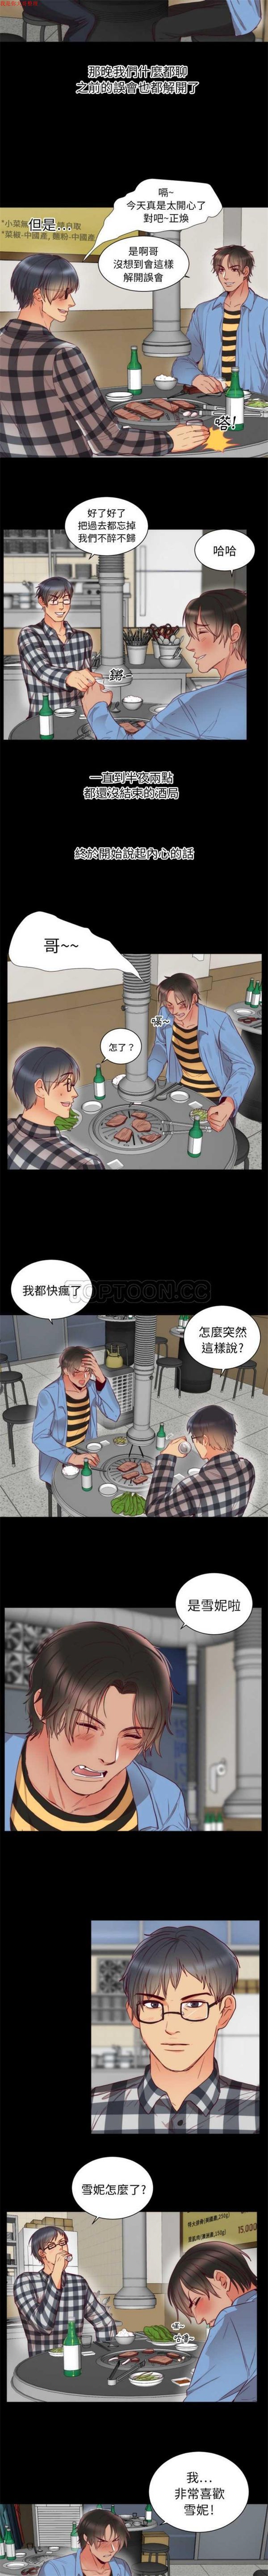 那晚我們什麼都聊
之前的誤會也都解開了
嗝~
今天真是太開心了
對吧~正煥
但是...
是啊哥
沒想到會這樣
解開誤會
嗒!
好了好了
把過去都忘掉
我們不醉不歸
哈哈
鏘~
一直到半夜兩點
都還沒結束的酒局
終於開始說起內心的話
哥~~
怎了？
我都快瘋了
TOPTOON.CC
怎麼突然
這樣說?
是雪妮啦
雪妮怎麼了?
15,000
我...
非常喜歡
雪妮!